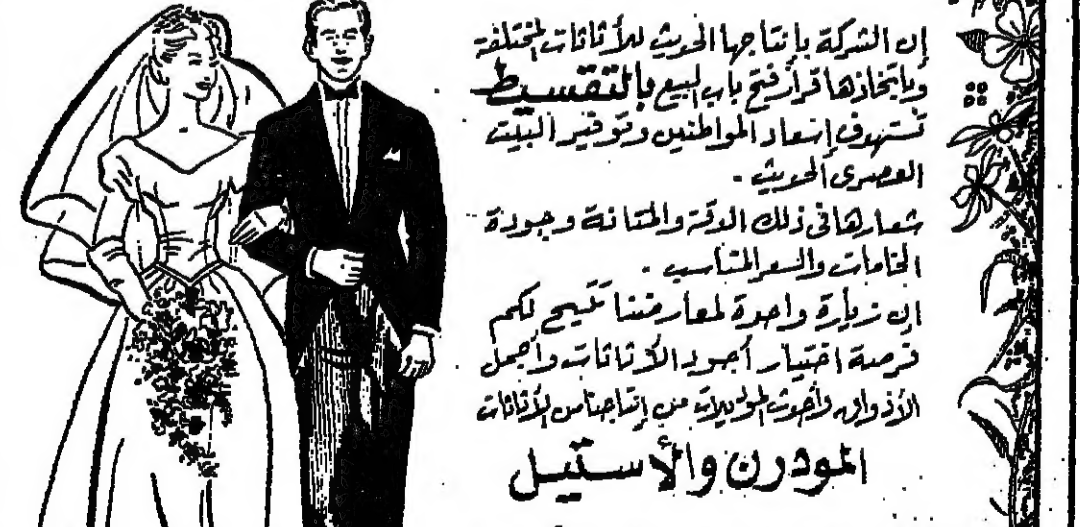 إن الشركة بإنتاجها الحديث للأثاثات المختلفة
وباتخاذها قرار فتح باب البيع بالتقسيط
تستهدف إسعاد المواطنين وتوفير البيت
العصرى الحديث -
شعارها فى ذلك الدقة والمتانة وجودة
الخامات والسعر المناسب -
إن زيارة واحدة لمعارضنا تتيح لكم
فرصة اختيار أجود الأثاثات وأجمل
الأذواق وأحدث الموديلات من إنتاجنا من الأثاثات
المودرن والأستيل